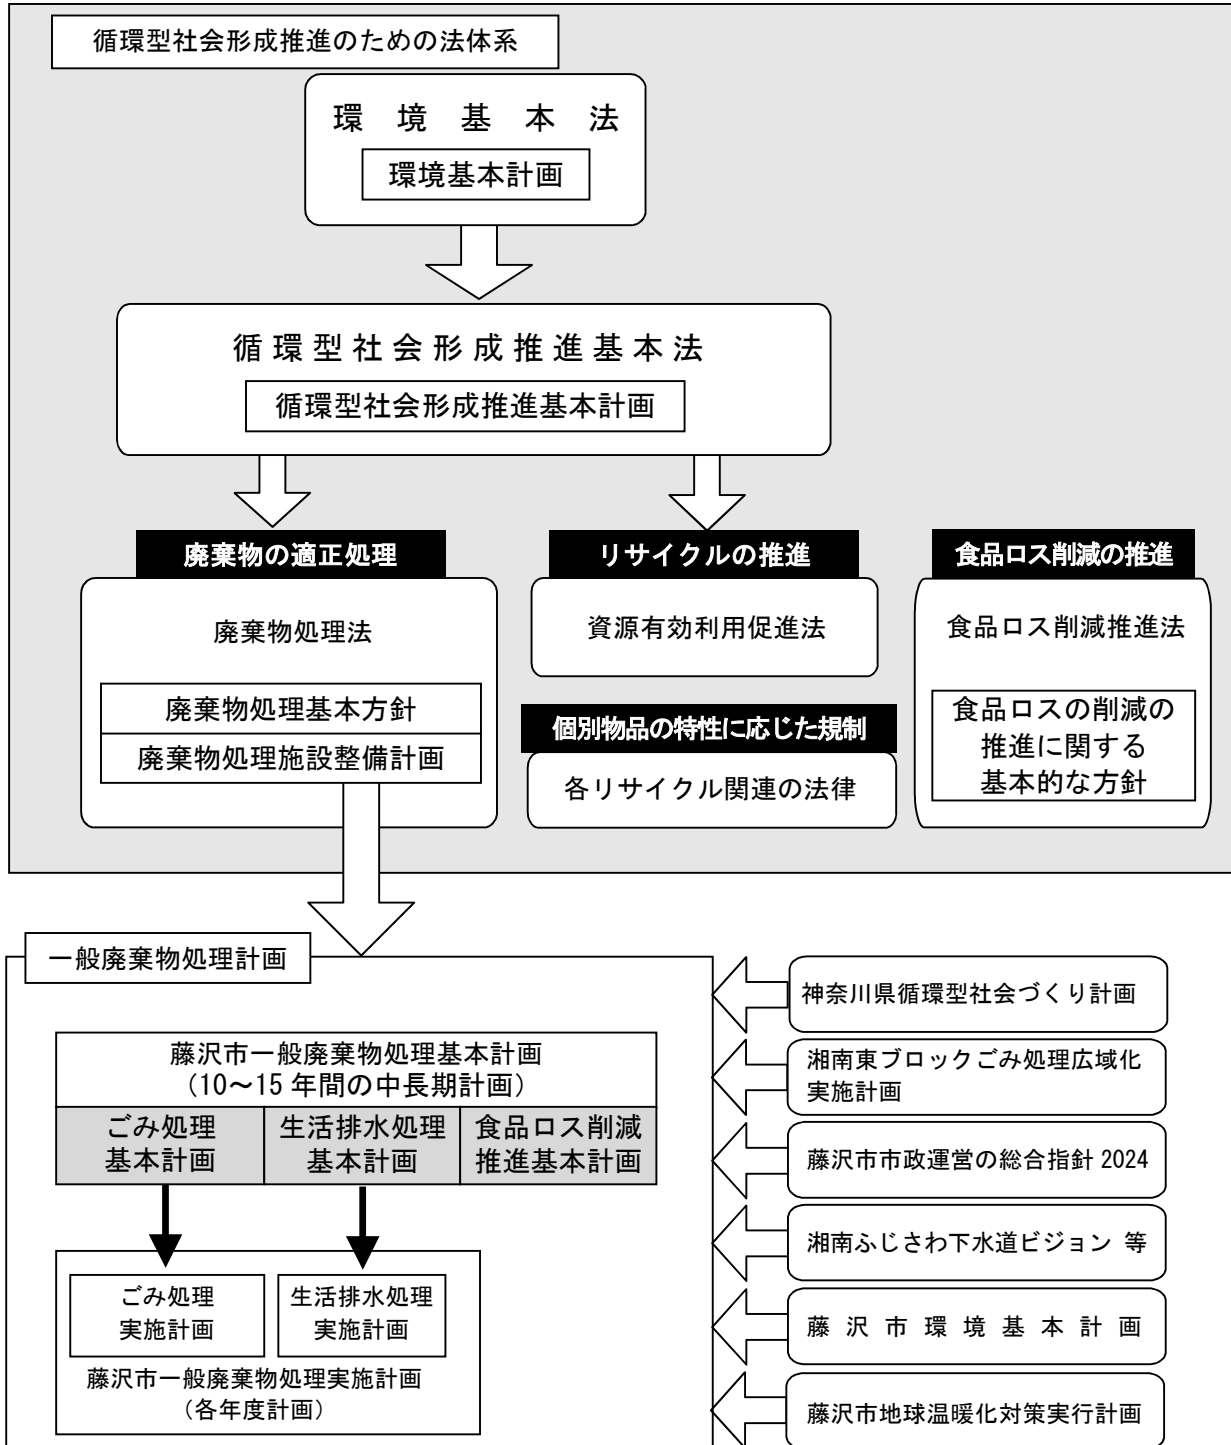 循環型社会形成推進のための法体系
環境基本法
環境基本計画
循環型社会形成推進基本法
循環型社会形成推進基本計画
廃棄物の適正処理
廃棄物処理法
廃棄物処理基本方針
廃棄物処理施設整備計画
リサイクルの推進
資源有効利用促進法
個別物品の特性に応じた規制
各リサイクル関連の法律
食品ロス削減の推進
食品ロス削減推進法
食品ロスの削減の
推進に関する
基本的な方針
一般廃棄物処理計画
藤沢市一般廃棄物処理基本計画
（10～15年間の中長期計画）
ごみ処理
基本計画
生活排水処理
基本計画
食品ロス削減
推進基本計画
ごみ処理
実施計画
生活排水処理
実施計画
藤沢市一般廃棄物処理実施計画
（各年度計画）
神奈川県循環型社会づくり計画
湘南東ブロックごみ処理広域化
実施計画
藤沢市市政運営の総合指針2024
湘南ふじさわ下水道ビジョン 等
藤沢市環境基本計画
藤沢市地球温暖化対策実行計画